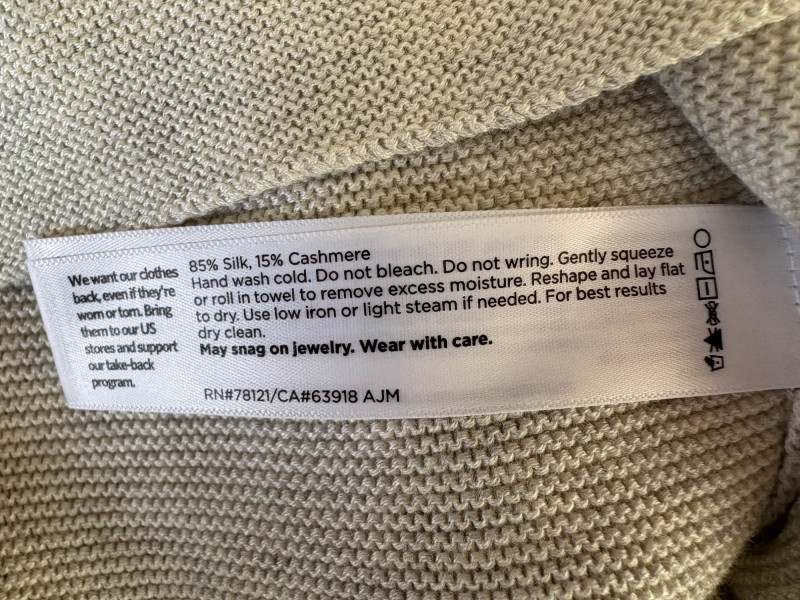 We want our clothes
back, even if they're
worn or torn. Bring
them to our US
stores and support
our take-back
program.
85% Silk, 15% Cashmere
Hand wash cold. Do not bleach. Do not wring. Gently squeeze
or roll in towel to remove excess moisture. Reshape and lay flat
to dry. Use low iron or light steam if needed. For best results
dry clean.
May snag on jewelry. Wear with care.
RN#78121/CA#63918 AJM